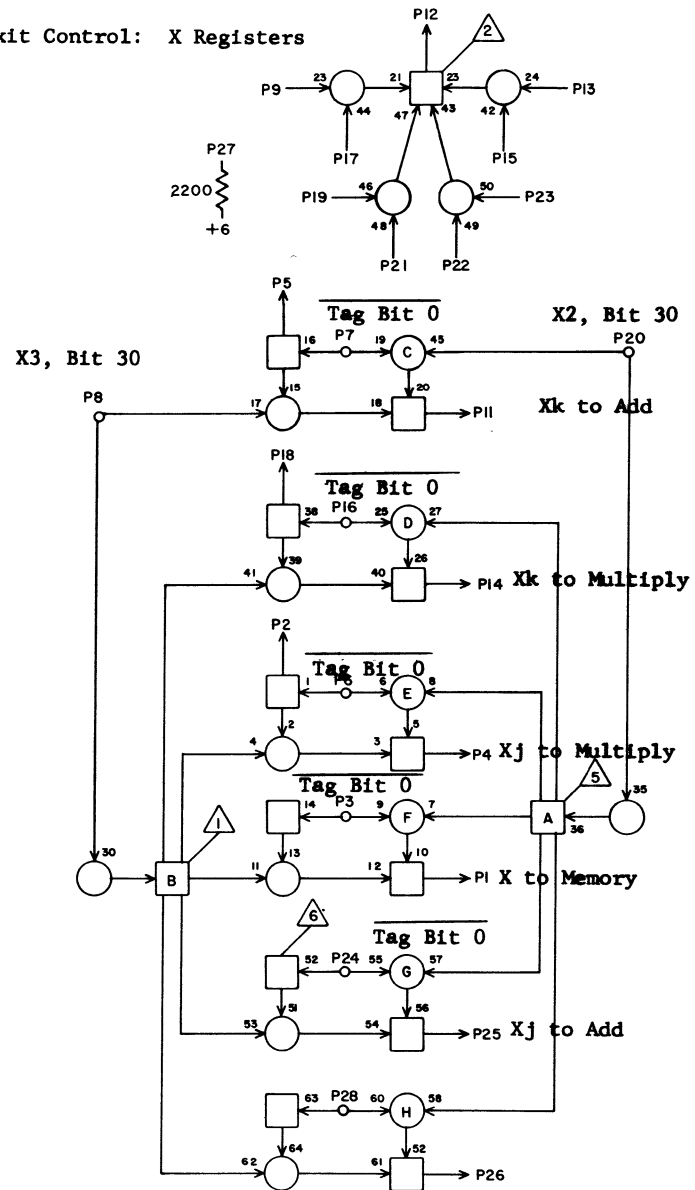 xit Control: X Registers
P12
2
P9 23 21 23 24 P13
44 47 43 42
P17 P15
P27
2200
+6
P19 46 50 P23
48 49
P21 P22
P5
Tag Bit 0
X2, Bit 30
P7
P20
X3, Bit 30
16 19 C 45
P8
15 20
17 18 P11 Xk to Add
P18
Tag Bit 0
P16
38 25 D 27
39 26
41 40 P14 Xk to Multiply
P2
Tag Bit 0
1 6 E 8
2 5
4 3 P4 Xj to Multiply
Tag Bit 0
5
P3
35
14 9 F 7 A 36
1
30 13 10
B 11 12 P1 X to Memory
6
Tag Bit 0
52 P24 55 G 57
51 56
53 54 P25 Xj to Add
63 P28 60 H 58
64 52
62 61 P26